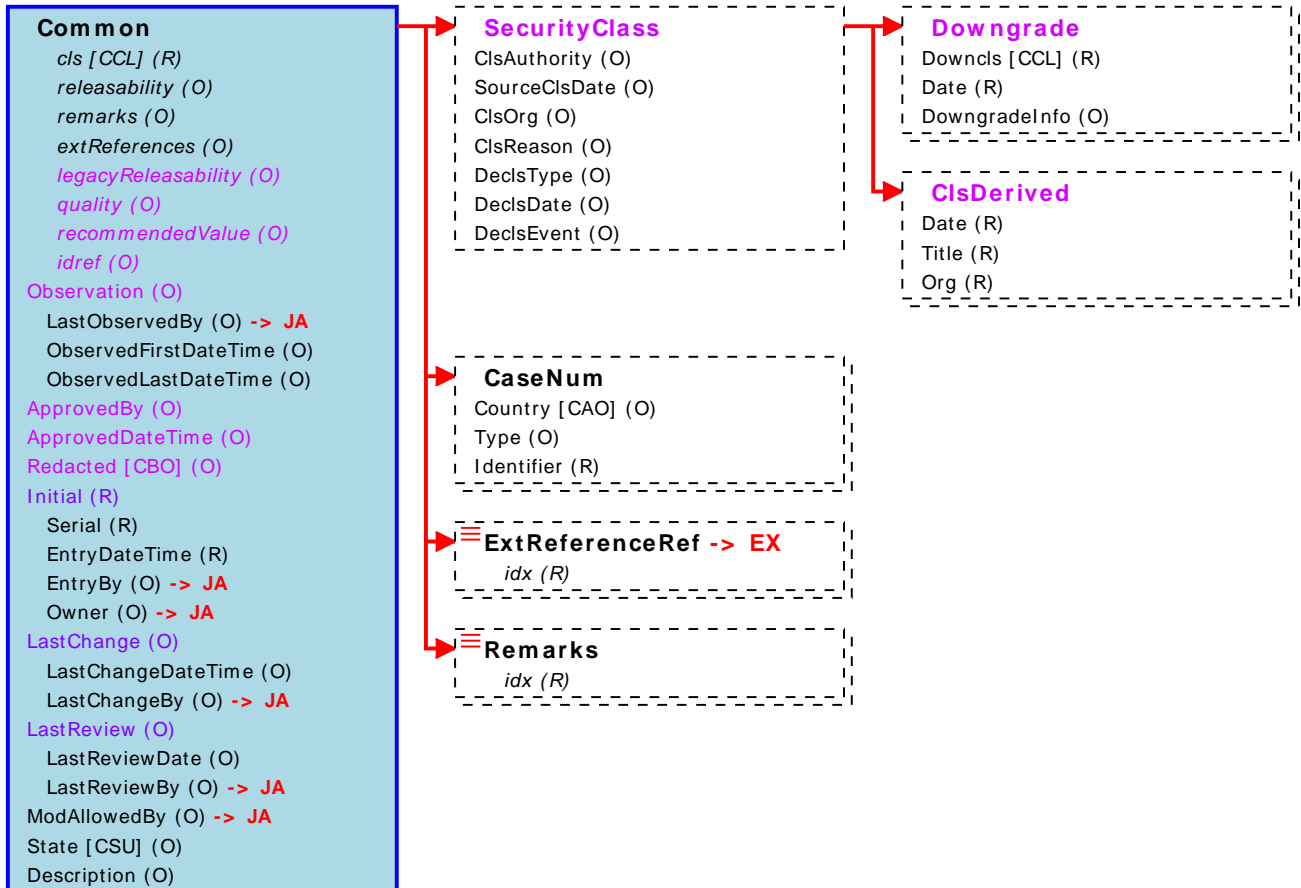 Common
cls [CCL] (R)
releasability (O)
remarks (O)
extReferences (O)
legacyReleasability (O)
quality (O)
recommendedValue (O)
idref (O)
Observation (O)
LastObservedBy (O) -> JA
ObservedFirstDateTime (O)
ObservedLastDateTime (O)
ApprovedBy (O)
ApprovedDateTime (O)
Redacted [CBO] (O)
Initial (R)
Serial (R)
EntryDateTime (R)
EntryBy (O) -> JA
Owner (O) -> JA
LastChange (O)
LastChangeDateTime (O)
LastChangeBy (O) -> JA
LastReview (O)
LastReviewDate (O)
LastReviewBy (O) -> JA
ModAllowedBy (O) -> JA
State [CSU] (O)
Description (O)
SecurityClass
ClsAuthority (O)
SourceClsDate (O)
ClsOrg (O)
ClsReason (O)
DeclsType (O)
DeclsDate (O)
DeclsEvent (O)
CaseNum
Country [CAO] (O)
Type (O)
Identifier (R)
ExtReferenceRef -> EX
idx (R)
Remarks
idx (R)
Downgrade
Downcls [CCL] (R)
Date (R)
DowngradeInfo (O)
ClsDerived
Date (R)
Title (R)
Org (R)